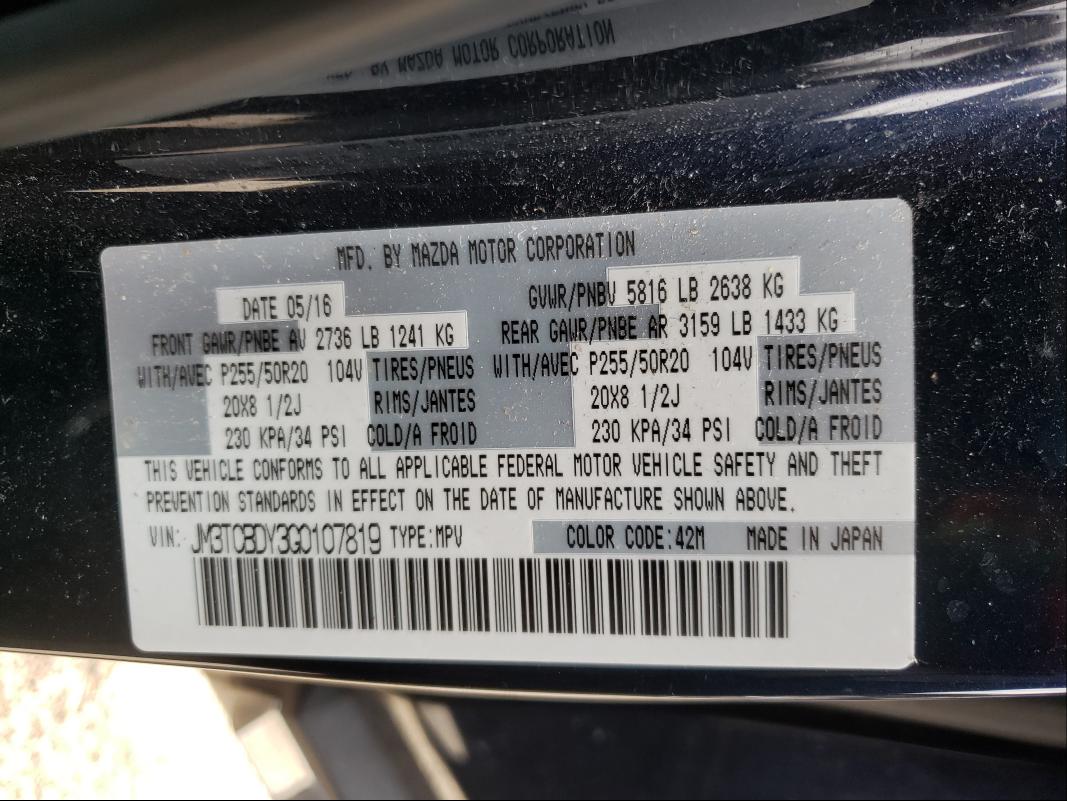 BY MAZDA MOTOR CORPORATION
MFD. BY MAZDA MOTOR CORPORATION
DATE 05/16 GVWR/PNBV 5816 LB 2638 KG
FRONT GAWR/PNBE AV 2736 LB 1241 KG REAR GAWR/PNBE AR 3159 LB 1433 KG
WITH/AVEC P255/50R20 104V TIRES/PNEUS WITH/AVEC P255/50R20 104V TIRES/PNEUS
20X8 1/2J RIMS/JANTES 20X8 1/2J RIMS/JANTES
230 KPA/34 PSI COLD/A FROID 230 KPA/34 PSI COLD/A FROID
THIS VEHICLE CONFORMS TO ALL APPLICABLE FEDERAL MOTOR VEHICLE SAFETY AND THEFT
PREVENTION STANDARDS IN EFFECT ON THE DATE OF MANUFACTURE SHOWN ABOVE.
VIN: JM3TCBDY3G0107819 TYPE:MPV COLOR CODE:42M MADE IN JAPAN